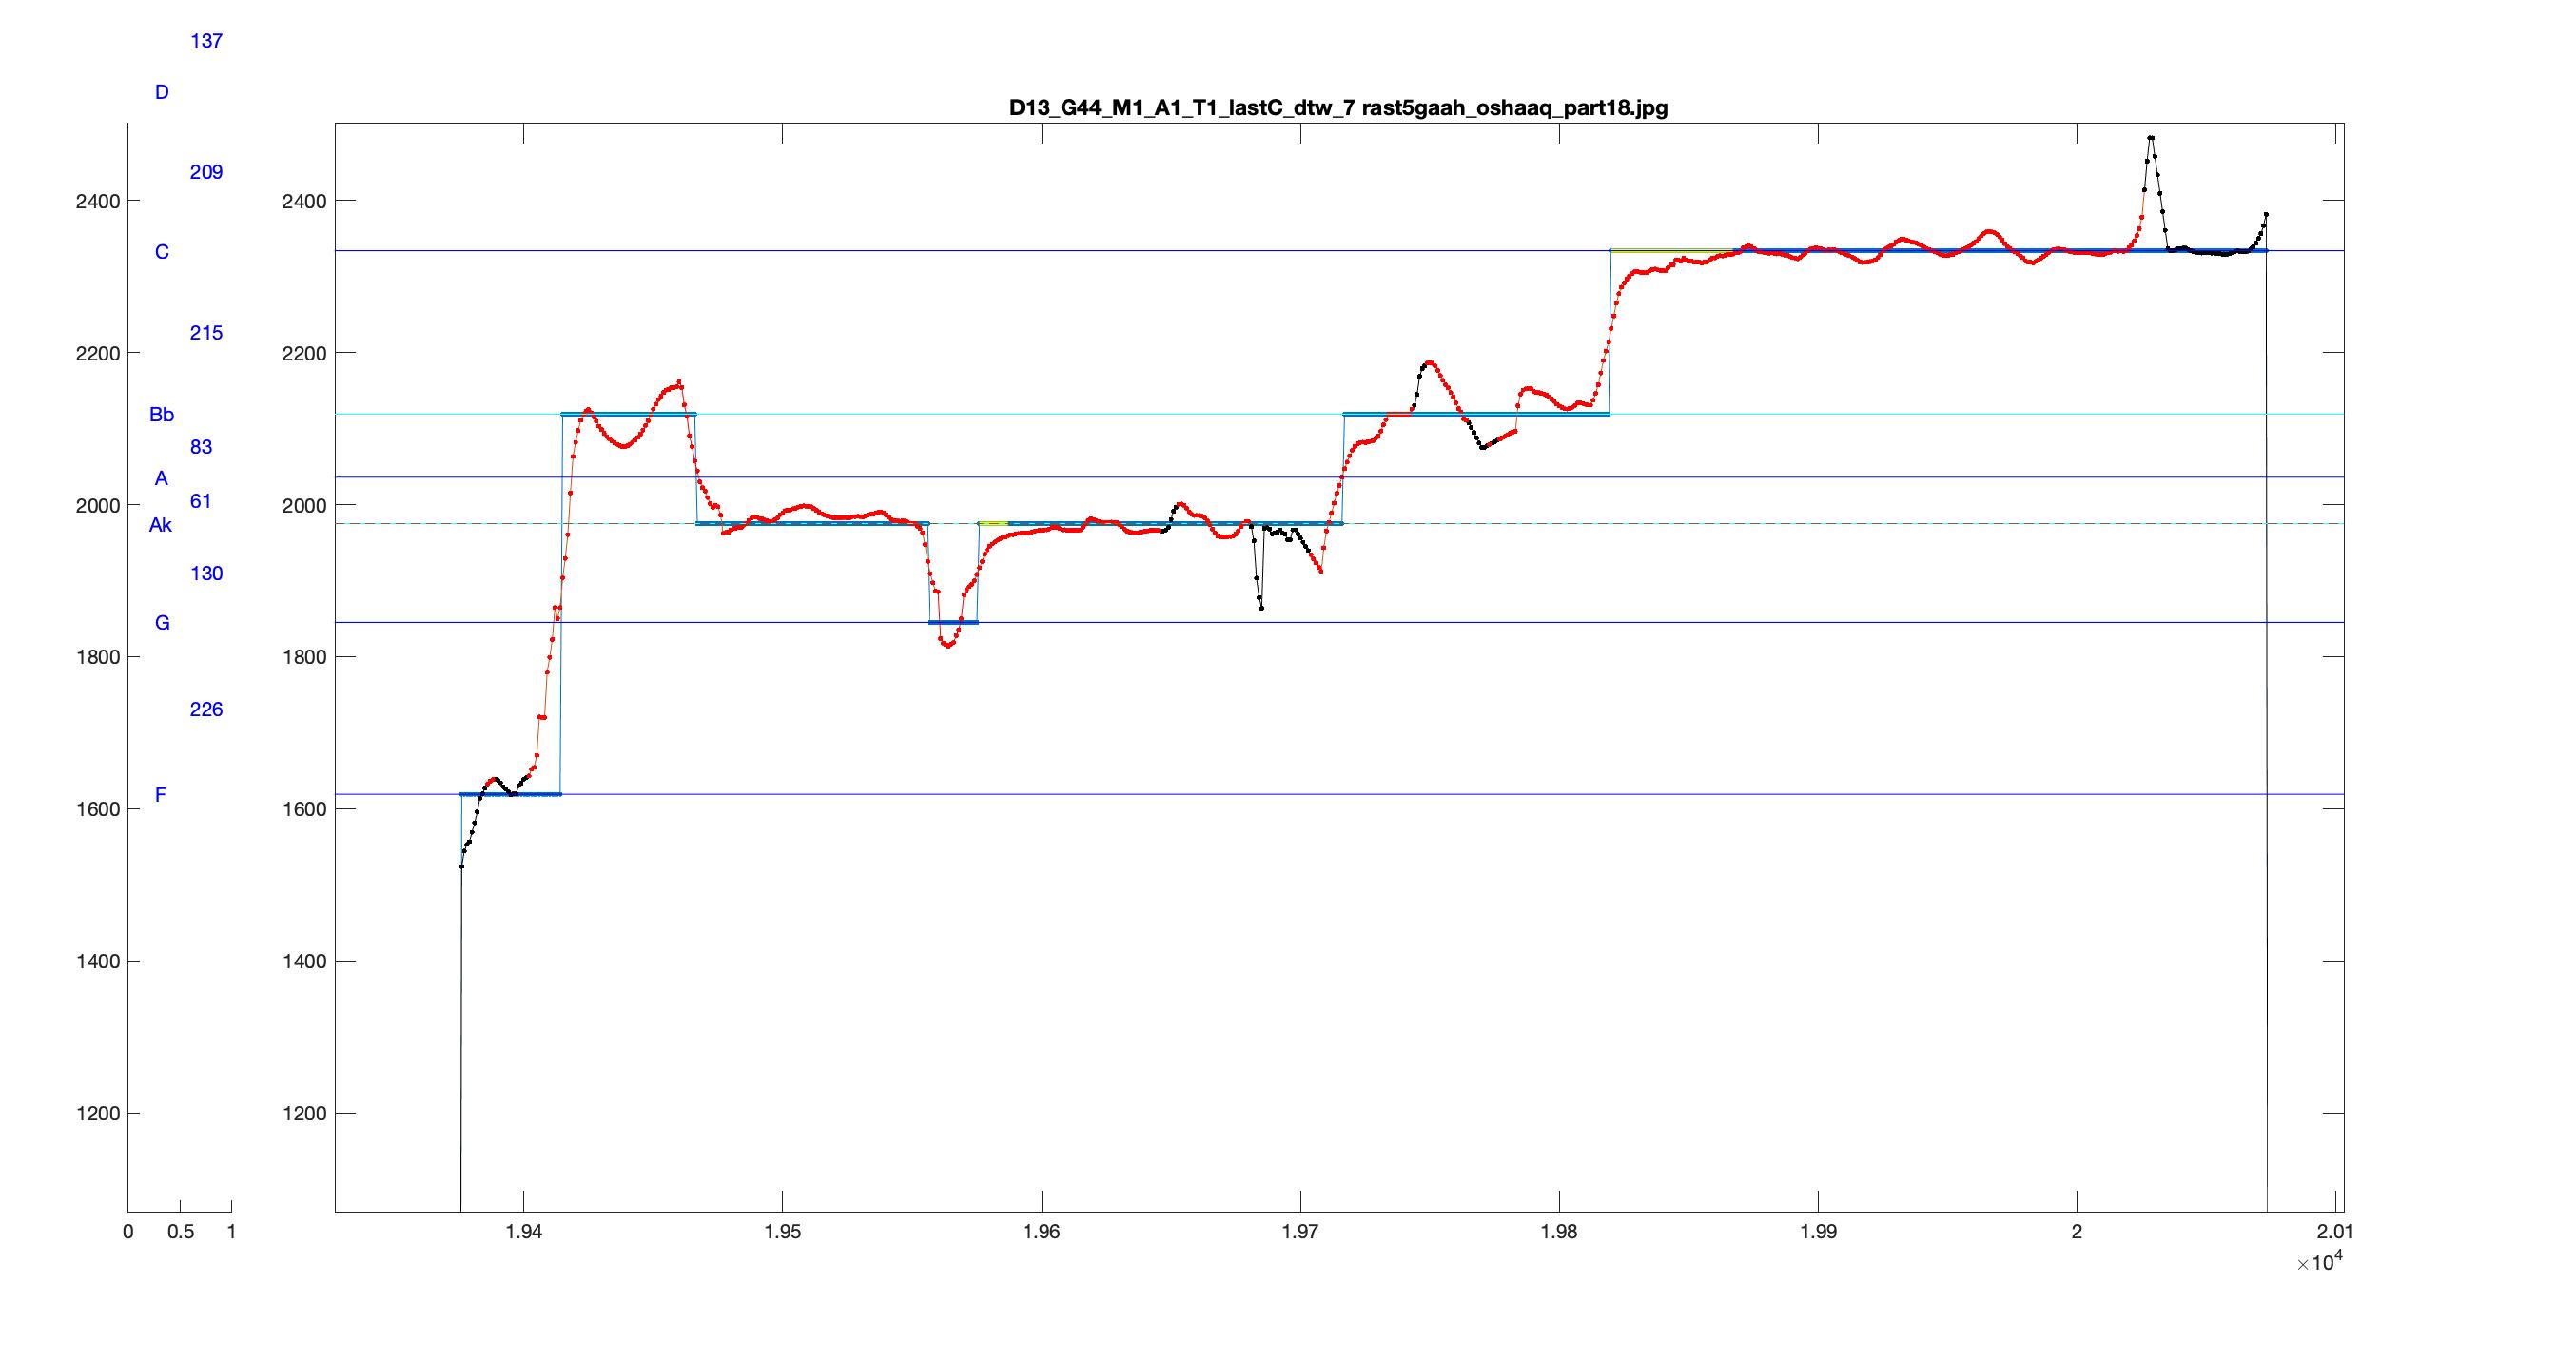 137
D
D13_G44_M1_A1_T1_lastC_dtw_7 rast5gaah_oshaaq_part18.jpg
209
2400 2400
C
215
2200 2200
Bb
83
A
61
2000 2000
Ak
130
G
1800 1800
226
F
1600 1600
1400 1400
1200 1200
0 0.5 1 1.94 1.95 1.96 1.97 1.98 1.99 2 2.01
×10^4